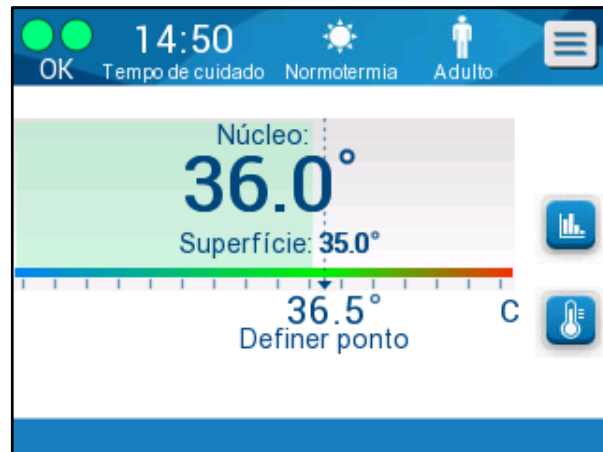 14:50
OK Tempo de cuidado Normotermia Adulto
Núcleo:
36.0°
Superfície: 35.0°
36.5° C
Definer ponto